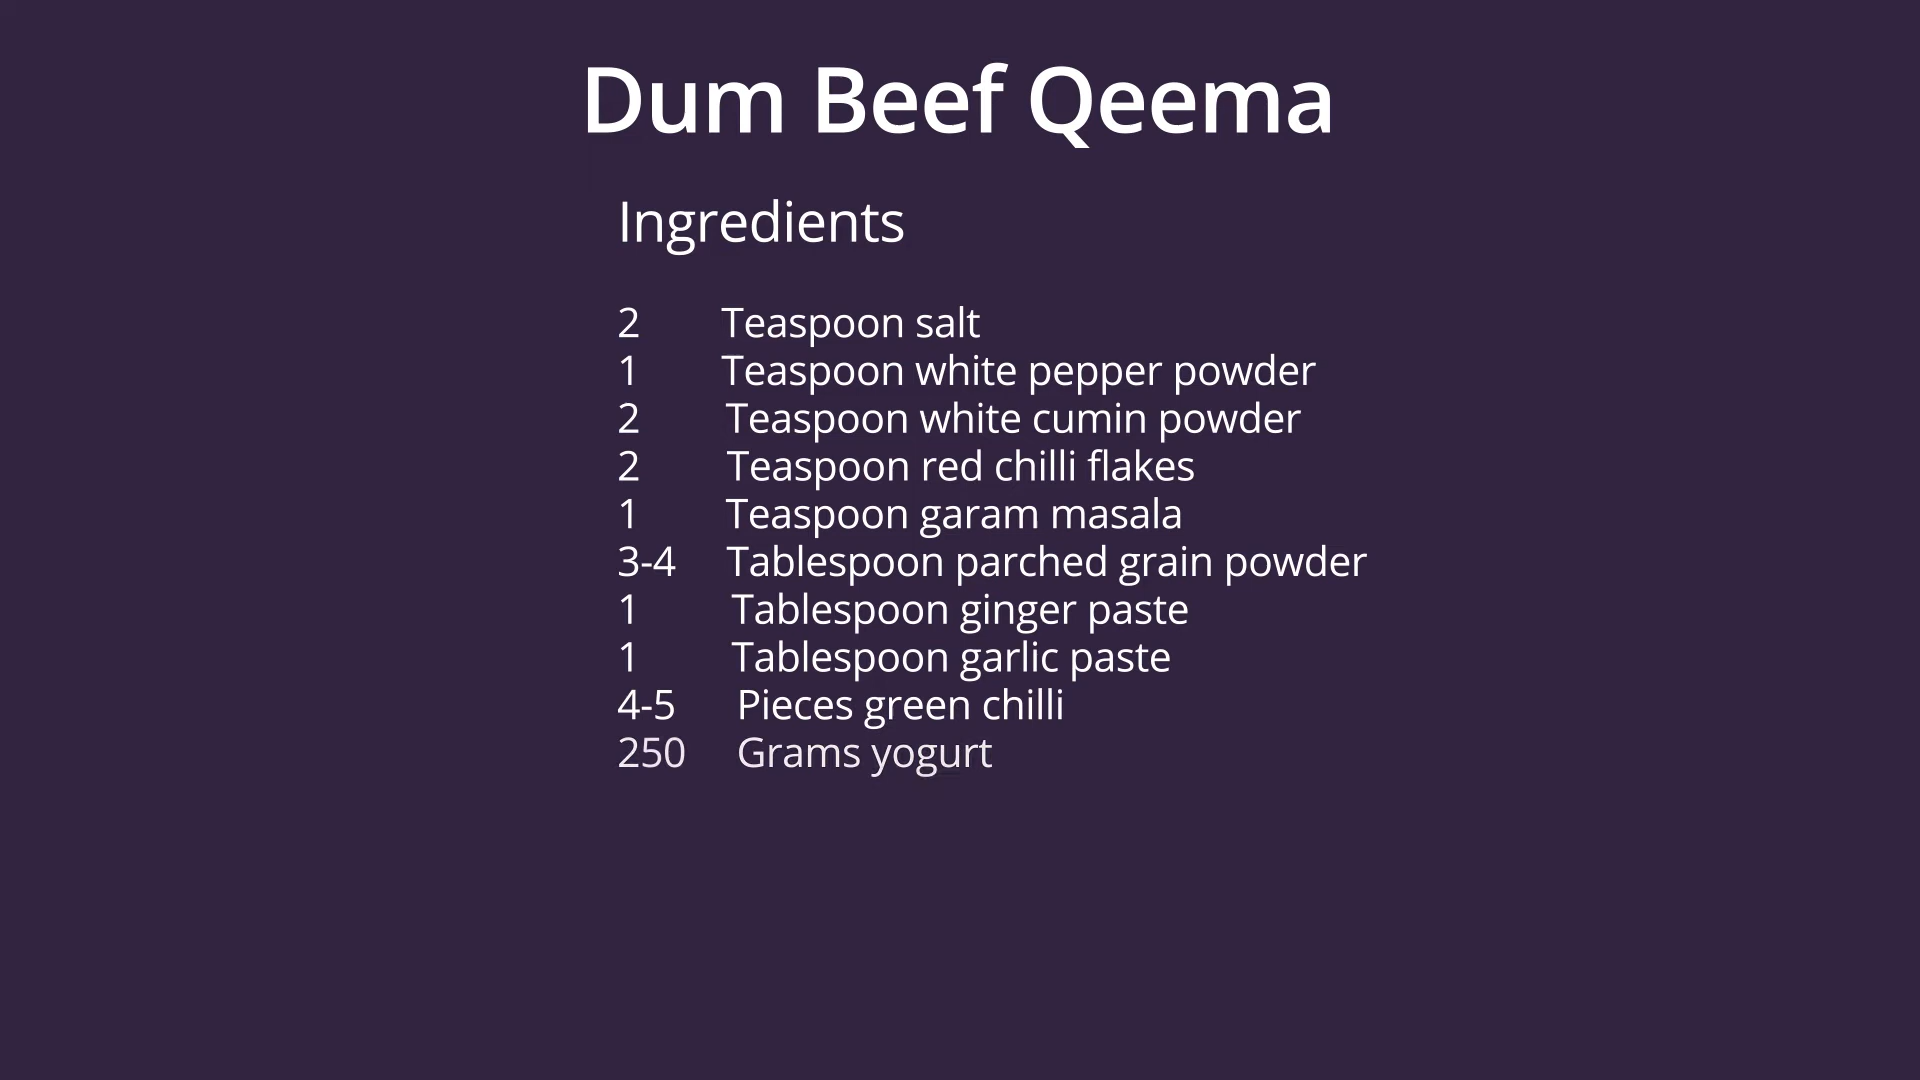 Dum Beef Qeema
Ingredients
2 Teaspoon salt
1 Teaspoon white pepper powder
2 Teaspoon white cumin powder
2 Teaspoon red chilli flakes
1 Teaspoon garam masala
3-4 Tablespoon parched grain powder
1 Tablespoon ginger paste
1 Tablespoon garlic paste
4-5 Pieces green chilli
250 Grams yogurt